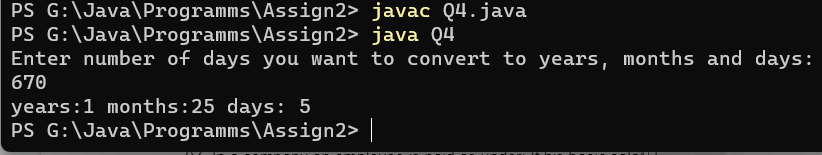 PS G:\Java\Programms\Assign2> javac Q4.java
PS G:\Java\Programms\Assign2> java Q4
Enter number of days you want to convert to years, months and days:
670
years:1 months:25 days: 5
PS G:\Java\Programms\Assign2>